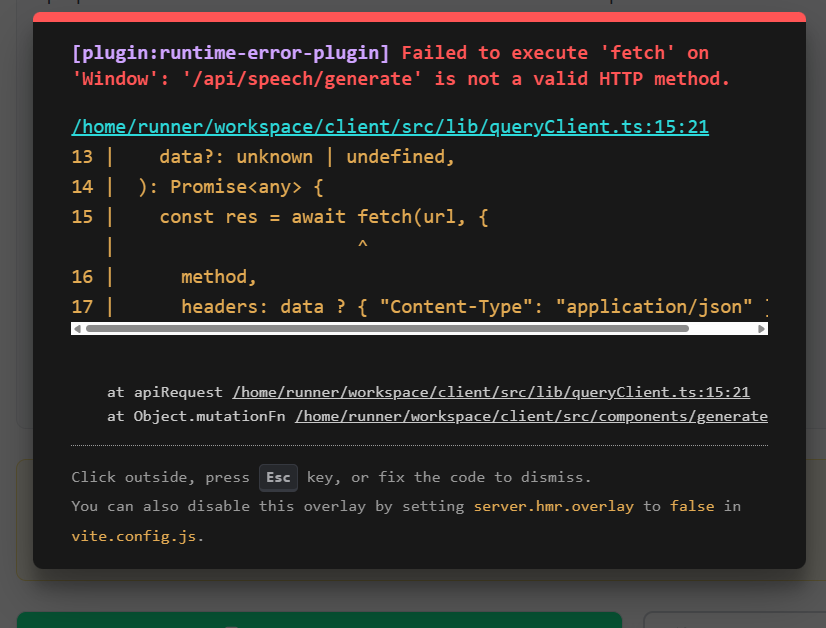 [plugin:runtime-error-plugin] Failed to execute 'fetch' on
'Window': '/api/speech/generate' is not a valid HTTP method.
/home/runner/workspace/client/src/lib/queryClient.ts:15:21
13 |    data?: unknown | undefined,
14 |  ): Promise<any> {
15 |    const res = await fetch(url, {
   |                      ^
16 |      method,
17 |      headers: data ? { "Content-Type": "application/json" }
at apiRequest /home/runner/workspace/client/src/lib/queryClient.ts:15:21
at Object.mutationFn /home/runner/workspace/client/src/components/generate
Click outside, press Esc key, or fix the code to dismiss.
You can also disable this overlay by setting server.hmr.overlay to false in
vite.config.js.